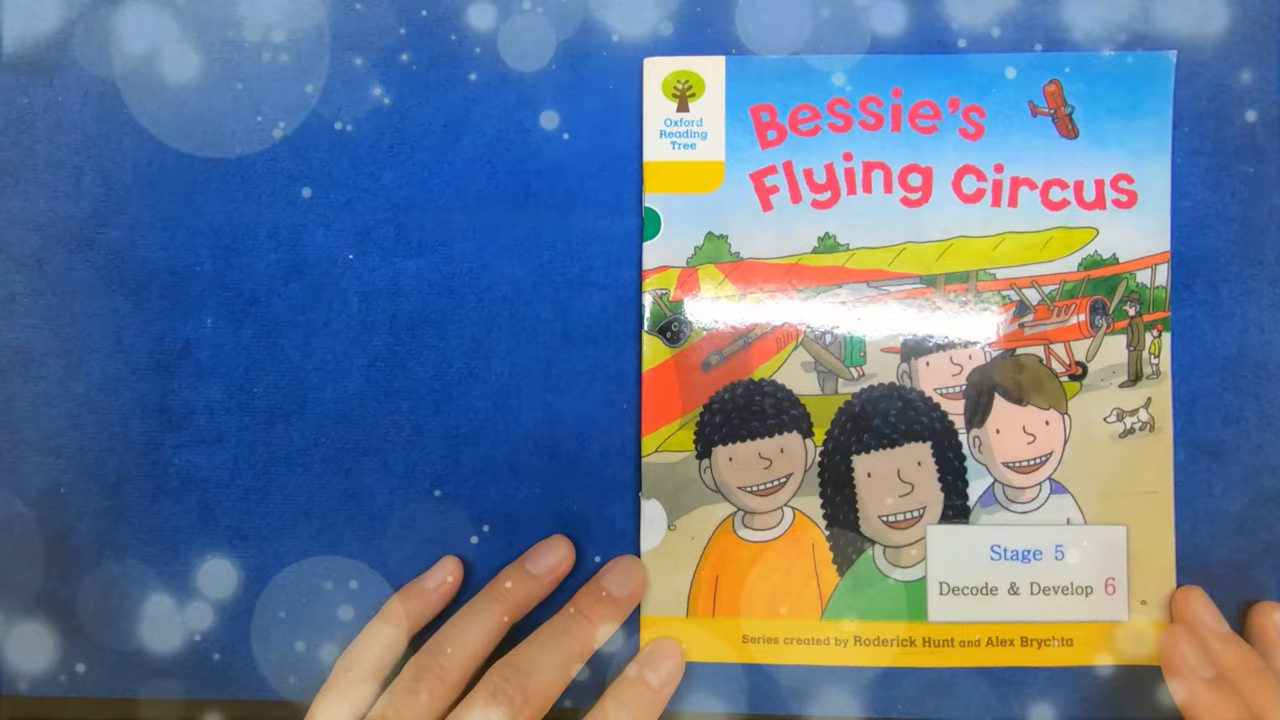 Oxford
Reading
Tree
Bessie's
Flying Circus
Stage 5
Decode & Develop 6
Series created by Roderick Hunt and Alex Brychta